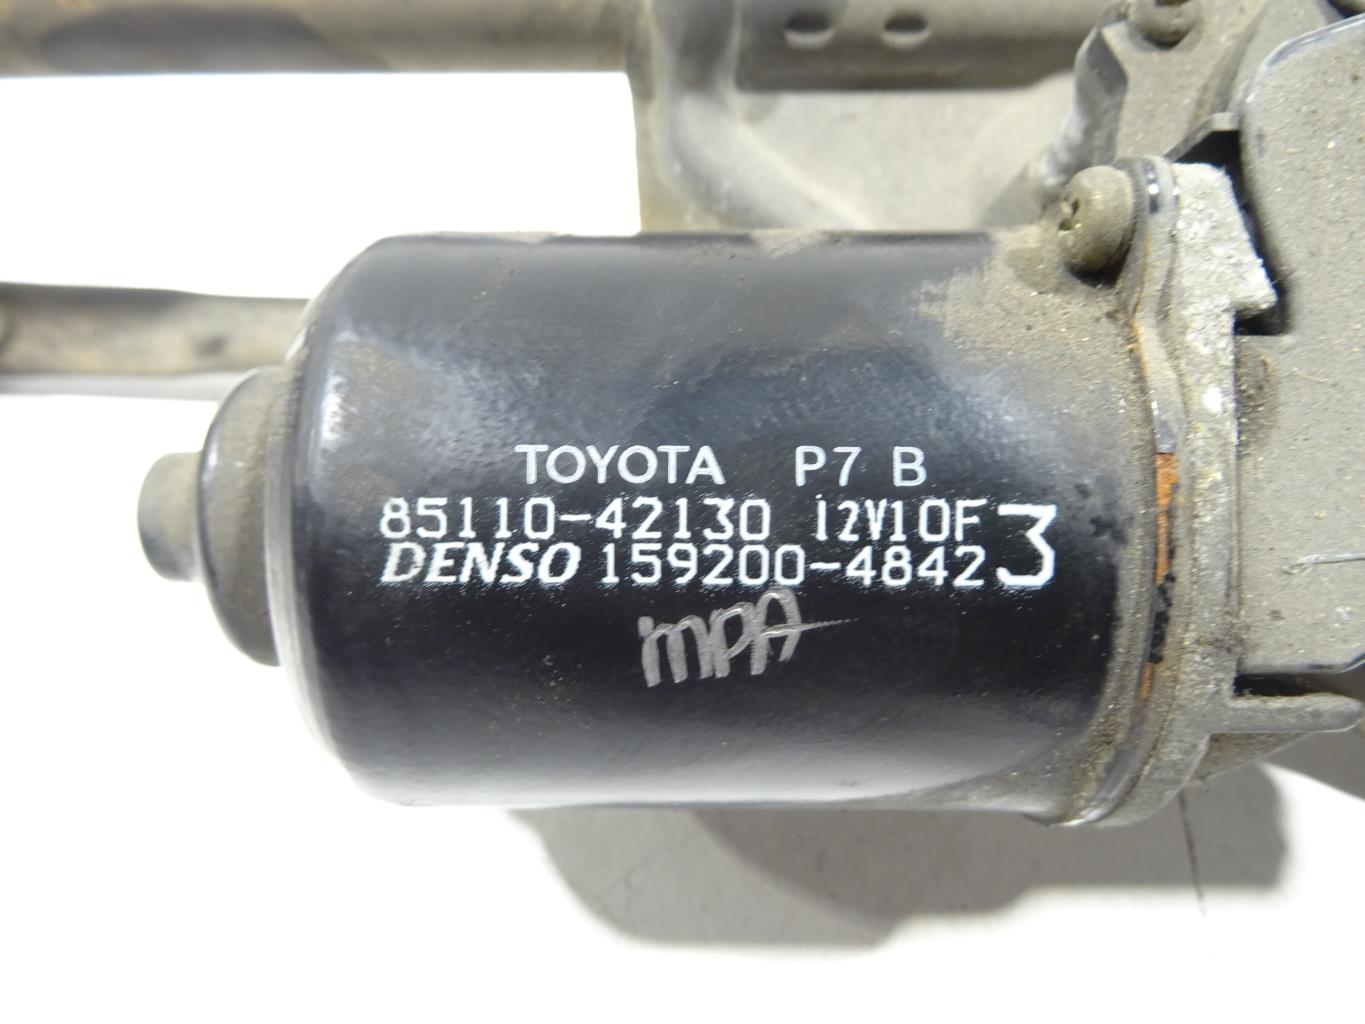 TOYOTA P7 B
85110-42130 12V10F 3
DENSO 159200-4842
MPA